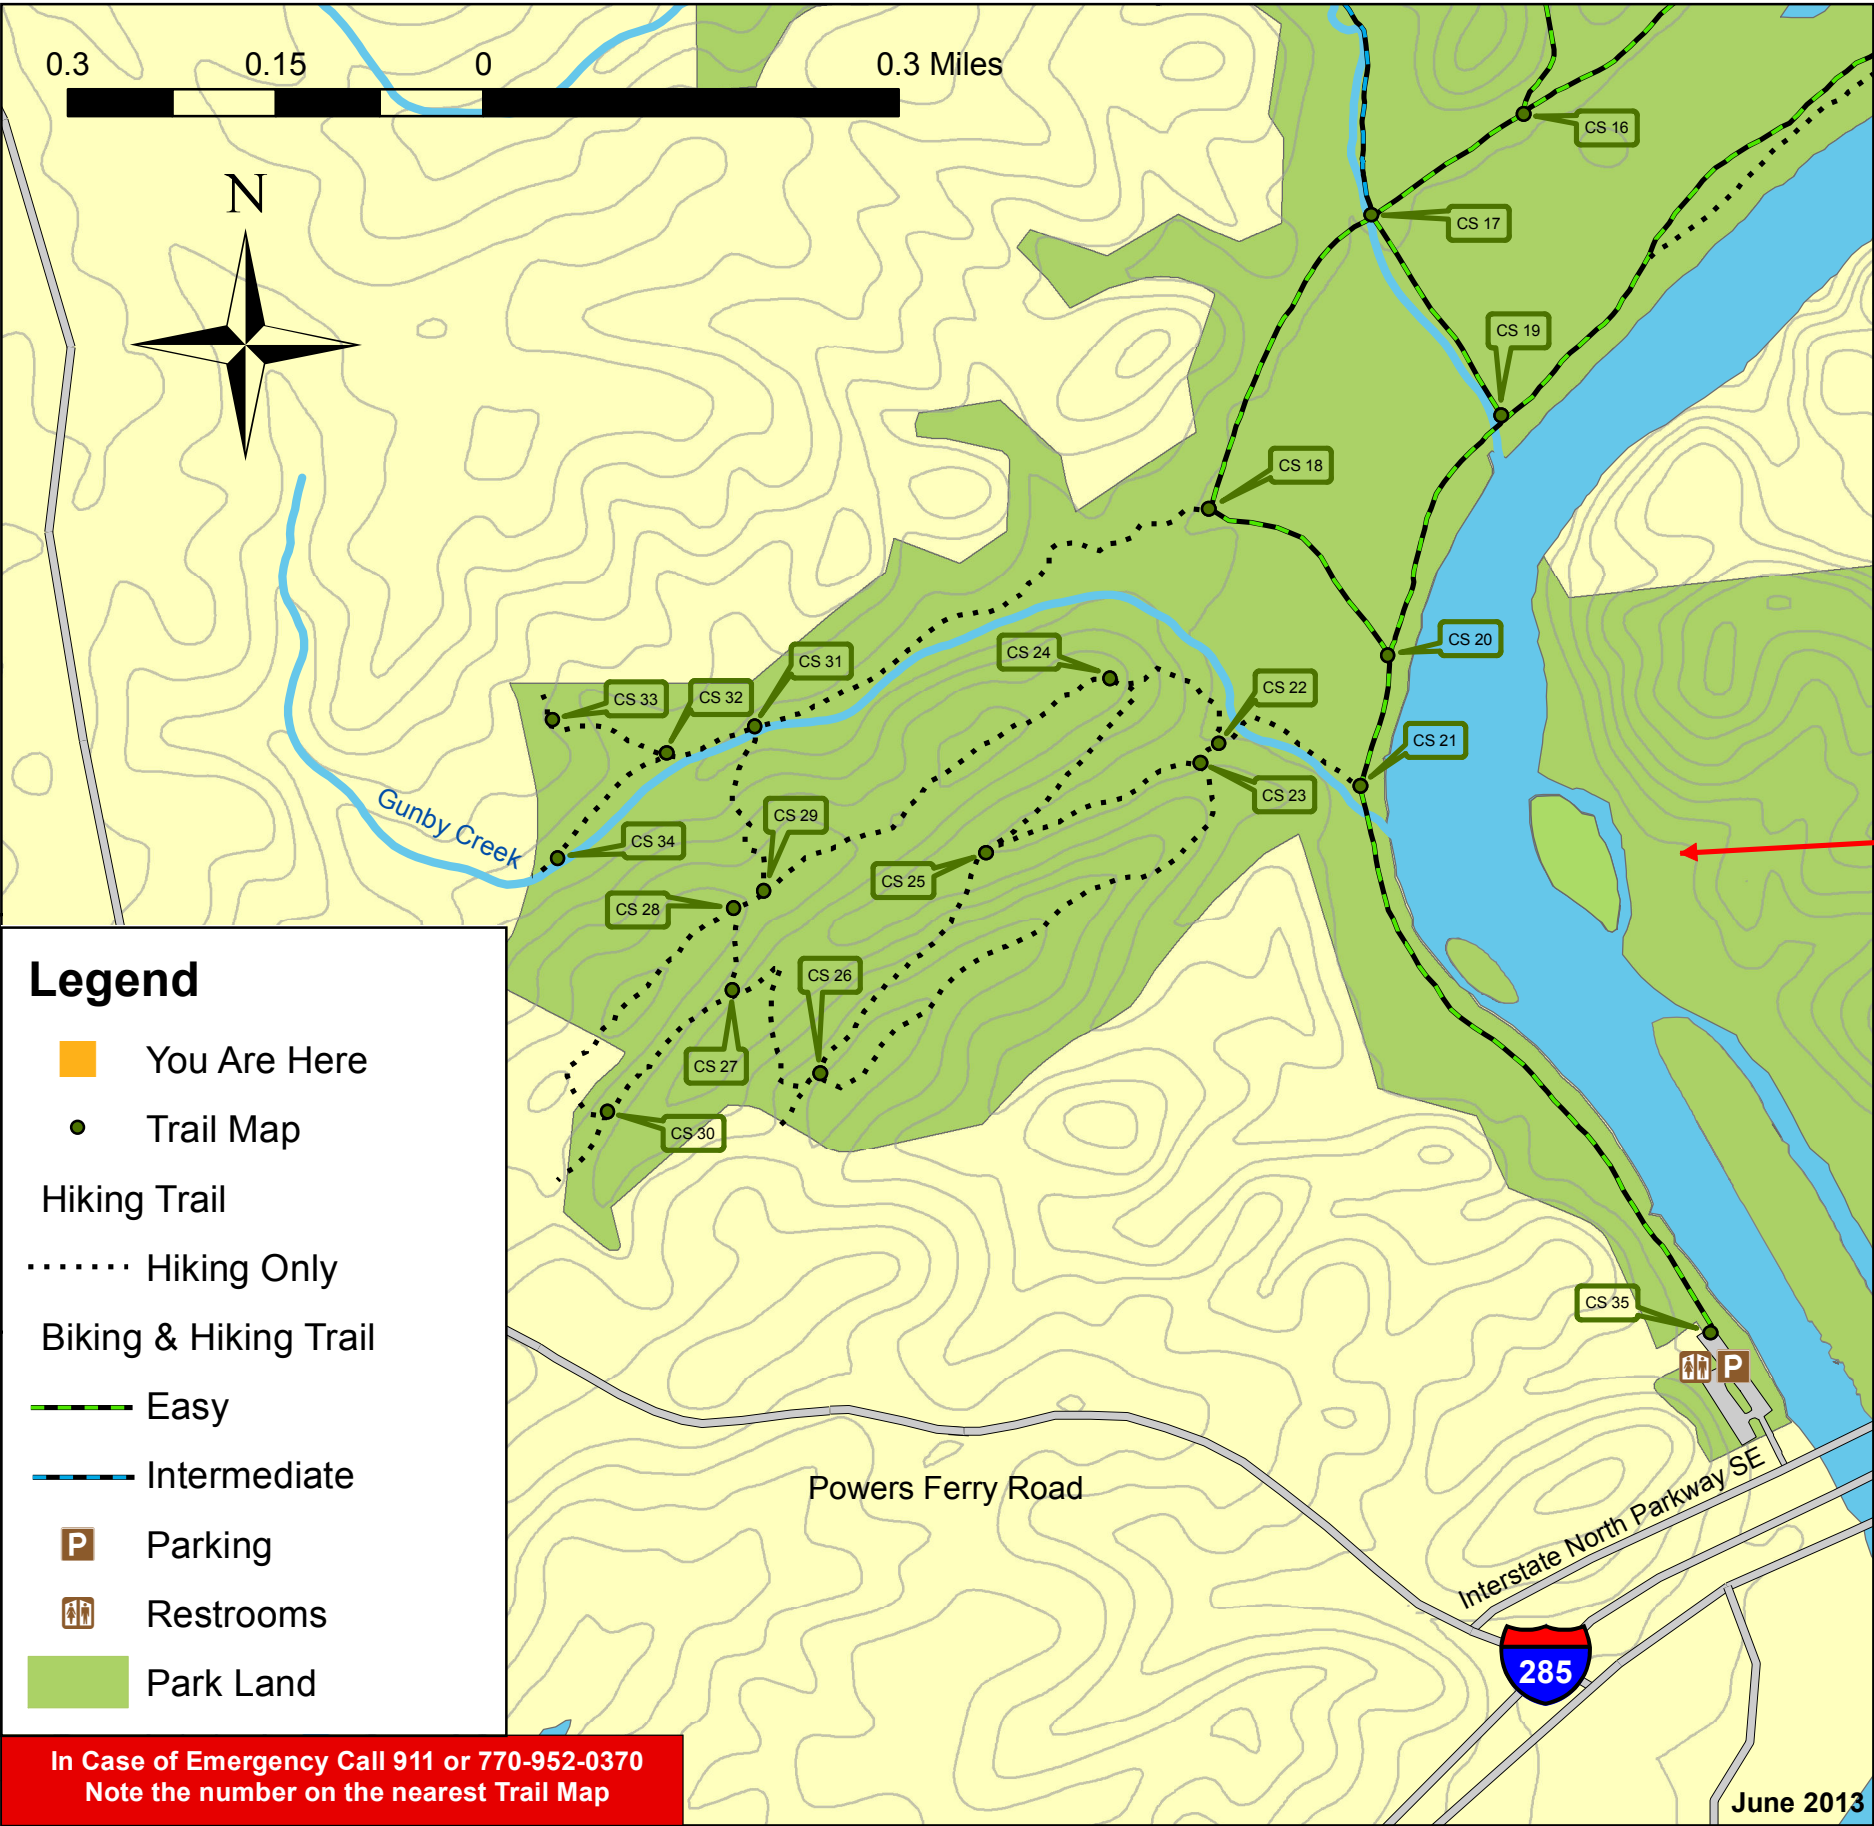 0.3 0.15 0 0.3 Miles
N
CS 16
CS 17
CS 19
CS 18
CS 20
CS 24
CS 31
CS 22
CS 32
CS 33
CS 21
CS 23
CS 29
CS 34
Gunby Creek
CS 25
CS 28
CS 26
CS 27
CS 30
CS 35
P
Legend
You Are Here
Trail Map
Hiking Trail
Hiking Only
Biking & Hiking Trail
Easy
Intermediate
P Parking
Restrooms
Park Land
Powers Ferry Road
Interstate North Parkway SE
285
In Case of Emergency Call 911 or 770-952-0370
Note the number on the nearest Trail Map
June 2013